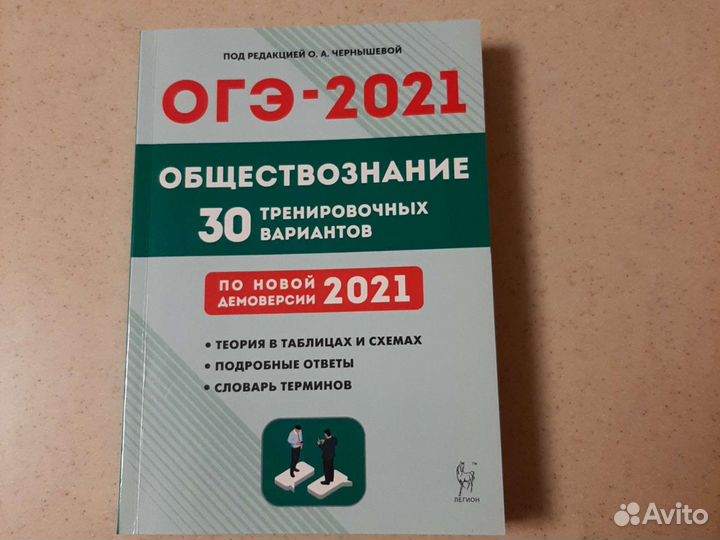 ПОД РЕДАКЦИЕЙ О. А. ЧЕРНЫШЕВОЙ
ОГЭ-2021
ОБЩЕСТВОЗНАНИЕ
30 ТРЕНИРОВОЧНЫХ
ВАРИАНТОВ
ПО НОВОЙ
ДЕМОВЕРСИИ 2021
• ТЕОРИЯ В ТАБЛИЦАХ И СХЕМАХ
• ПОДРОБНЫЕ ОТВЕТЫ
• СЛОВАРЬ ТЕРМИНОВ
TM
ЛЕГИОН
Avito